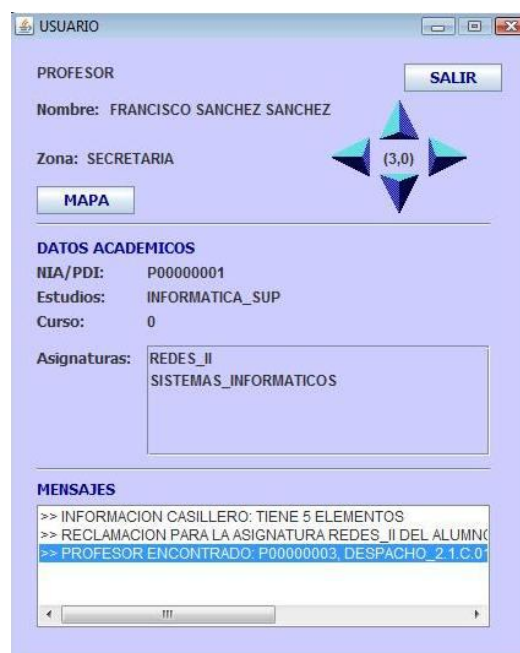 USUARIO
PROFESOR
SALIR
Nombre: FRANCISCO SANCHEZ SANCHEZ
Zona: SECRETARIA
(3,0)
MAPA
DATOS ACADEMICOS
NIA/PDI: P00000001
Estudios: INFORMATICA_SUP
Curso: 0
Asignaturas: REDES_II
SISTEMAS_INFORMATICOS
MENSAJES
>> INFORMACION CASILLERO: TIENE 5 ELEMENTOS
>> RECLAMACION PARA LA ASIGNATURA REDES_II DEL ALUMNO
>> PROFESOR ENCONTRADO: P00000003, DESPACHO_2.1.C.01